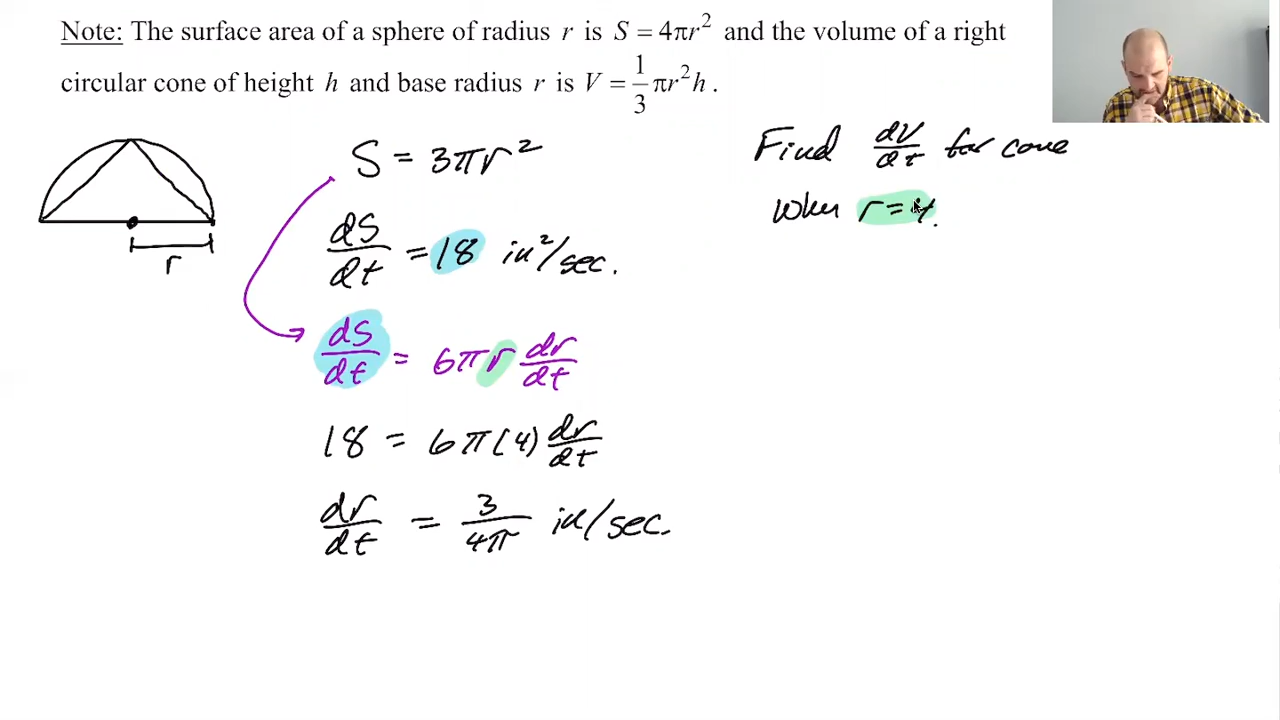 Note: The surface area of a sphere of radius r is S = 4πr² and the volume of a right
circular cone of height h and base radius r is V = 1/3 πr²h .
r
S = 3πr²
dS/dt = 18 in²/sec.
dS/dt = 6πr dr/dt
18 = 6π(4) dr/dt
dr/dt = 3/4π in/sec.
Find dV/dt for cone
when r = 4.